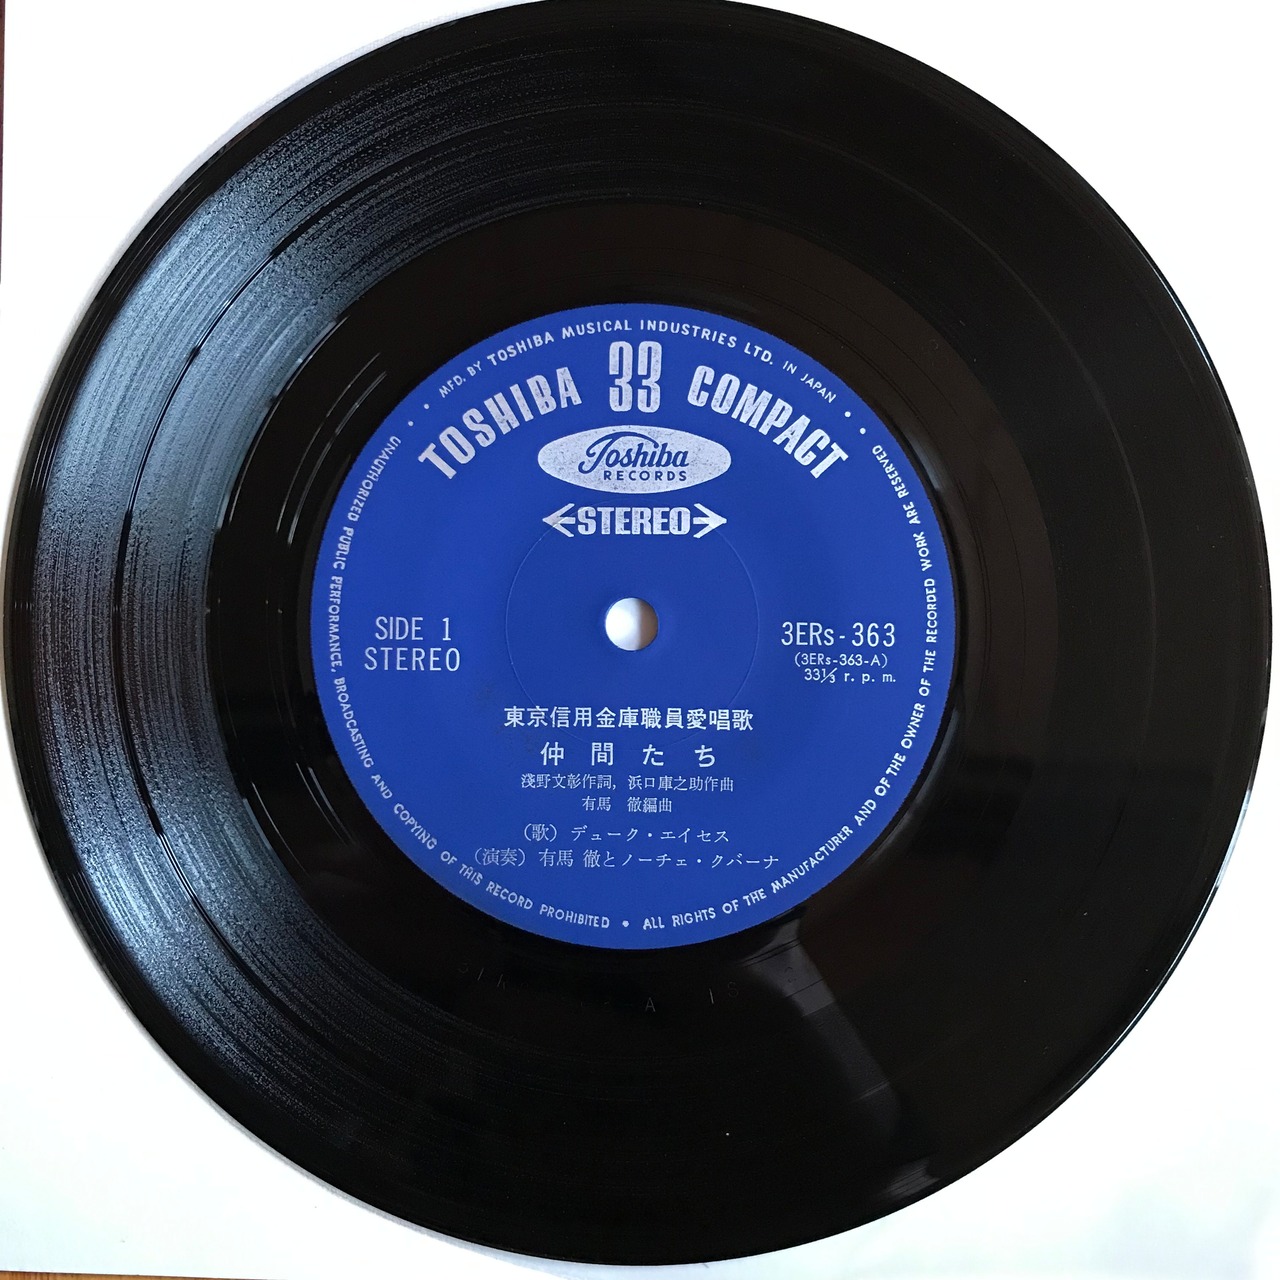 MFD. BY TOSHIBA MUSICAL INDUSTRIES LTD. IN JAPAN
TOSHIBA 33 COMPACT
Toshiba
RECORDS
STEREO
SIDE 1
STEREO
3ERs-363
(3ERs-363-A)
33⅓ r. p. m.
東京信用金庫職員愛唱歌
仲間たち
淺野文彰作詞, 浜口庫之助作曲
有馬 徹編曲
(歌) デューク・エイセス
(演奏) 有馬 徹とノーチェ・クバーナ
UNAUTHORIZED PUBLIC PERFORMANCE, BROADCASTING AND COPYING OF THIS RECORD PROHIBITED • ALL RIGHTS OF THE MANUFACTURER AND OF THE OWNER OF THE RECORDED WORK ARE RESERVED